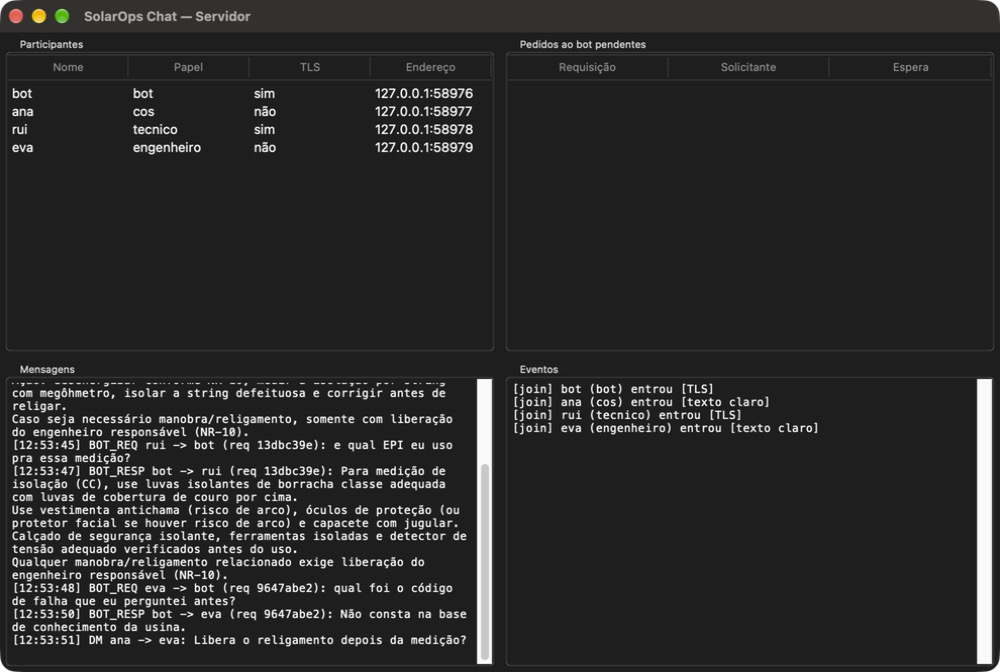 SolarOps Chat — Servidor
Participantes
Nome Papel TLS Endereço
bot bot sim 127.0.0.1:58976
ana cos não 127.0.0.1:58977
rui tecnico sim 127.0.0.1:58978
eva engenheiro não 127.0.0.1:58979
Pedidos ao bot pendentes
Requisição Solicitante Espera
Mensagens
com megôhmetro, isolar a string defeituosa e corrigir antes de
religar.
Caso seja necessário manobra/religamento, somente com liberação
do engenheiro responsável (NR-10).
[12:53:45] BOT_REQ rui -> bot (req 13dbc39e): e qual EPI eu uso
pra essa medição?
[12:53:47] BOT_RESP bot -> rui (req 13dbc39e): Para medição de
isolação (CC), use luvas isolantes de borracha classe adequada
com luvas de cobertura de couro por cima.
Use vestimenta antichama (risco de arco), óculos de proteção (ou
protetor facial se houver risco de arco) e capacete com jugular.
Calçado de segurança isolante, ferramentas isoladas e detector de
tensão adequado verificados antes do uso.
Qualquer manobra/religamento relacionado exige liberação do
engenheiro responsável (NR-10).
[12:53:48] BOT_REQ eva -> bot (req 9647abe2): qual foi o código
de falha que eu perguntei antes?
[12:53:50] BOT_RESP bot -> eva (req 9647abe2): Não consta na base
de conhecimento da usina.
[12:53:51] DM ana -> eva: Libera o religamento depois da medição?
Eventos
[join] bot (bot) entrou [TLS]
[join] ana (cos) entrou [texto claro]
[join] rui (tecnico) entrou [TLS]
[join] eva (engenheiro) entrou [texto claro]